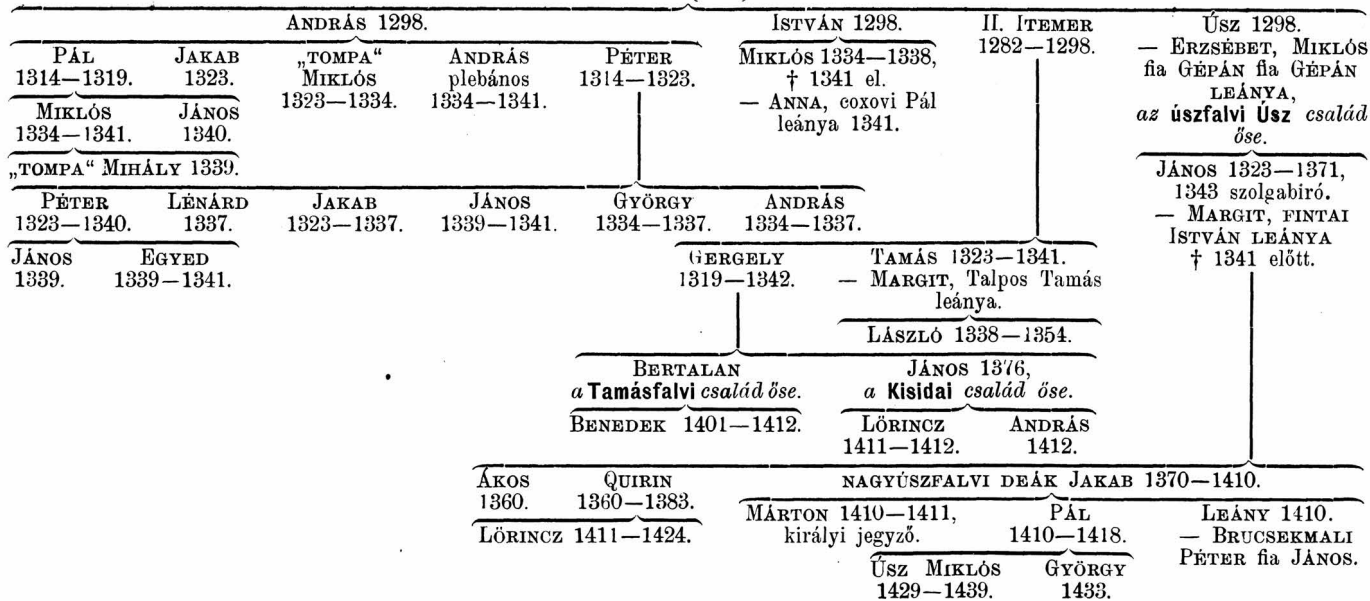 ANDRÁS 1298. ISTVÁN 1298. II. ITEMER ÚSZ 1298.
1282—1298.
— ERZSÉBET, MIKLÓS
fia GÉPÁN fia GÉPÁN
LEÁNYA,
az úszfalvi Úsz család
őse.
PÁL JAKAB „TOMPA“ ANDRÁS PÉTER
1314—1319. 1323. MIKLÓS plebános 1314—1323.
1323—1334. 1334—1341.
MIKLÓS 1334—1338,
† 1341 el.
— ANNA, coxovi Pál
leánya 1341.
MIKLÓS JÁNOS
1334—1341. 1340.
„TOMPA“ MIHÁLY 1339.
JÁNOS 1323—1371,
1343 szolgabiró.
— MARGIT, FINTAI
ISTVÁN LEÁNYA
† 1341 előtt.
PÉTER LÉNÁRD JAKAB JÁNOS GYÖRGY ANDRÁS
1323—1340. 1337. 1323—1337. 1339—1341. 1334—1337. 1334—1337.
JÁNOS EGYED
1339. 1339—1341.
GERGELY TAMÁS 1323—1341.
1319—1342. — MARGIT, Talpos Tamás
leánya.
LÁSZLÓ 1338—1354.
BERTALAN JÁNOS 1376,
a Tamásfalvi család őse. a Kisidai család őse.
BENEDEK 1401—1412. LŐRINCZ ANDRÁS
1411—1412. 1412.
ÁKOS QUIRIN NAGYÚSZFALVI DEÁK JAKAB 1370—1410.
1360. 1360—1383.
LŐRINCZ 1411—1424.
MÁRTON 1410—1411, PÁL LEÁNY 1410.
királyi jegyző. 1410—1418. — BRUCSEKMALI
PÉTER fia JÁNOS.
ÚSZ MIKLÓS GYÖRGY
1429—1439. 1433.